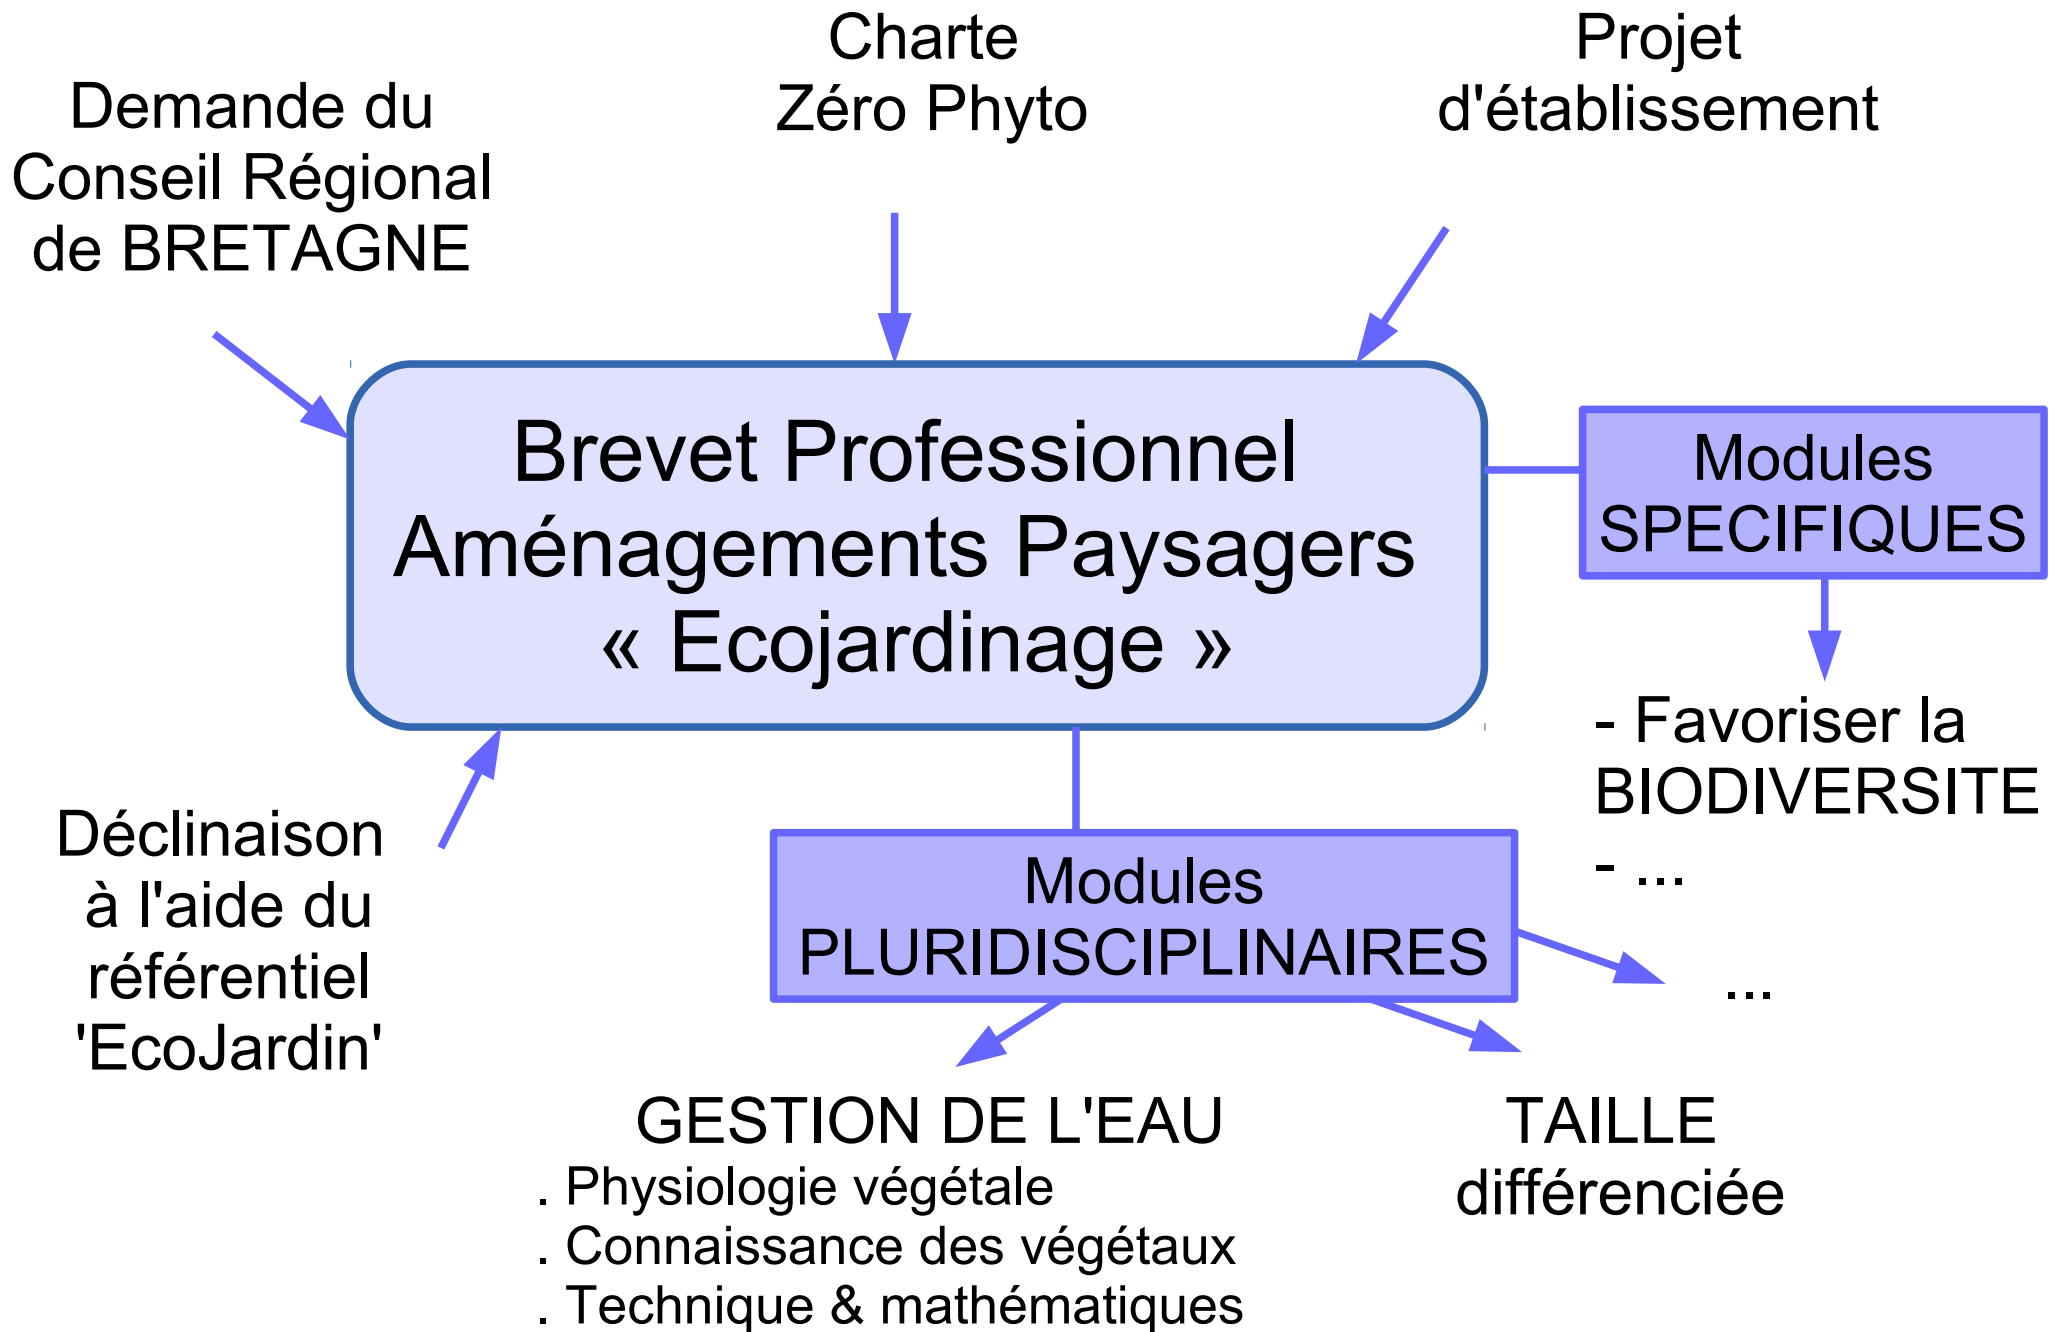 Demande du
Conseil Régional
de BRETAGNE
Charte
Zéro Phyto
Projet
d'établissement
Brevet Professionnel
Aménagements Paysagers
« Ecojardinage »
Modules
SPECIFIQUES
- Favoriser la
BIODIVERSITE
- ...
Déclinaison
à l'aide du
référentiel
'EcoJardin'
Modules
PLURIDISCIPLINAIRES
...
GESTION DE L'EAU
. Physiologie végétale
. Connaissance des végétaux
. Technique & mathématiques
TAILLE
différenciée